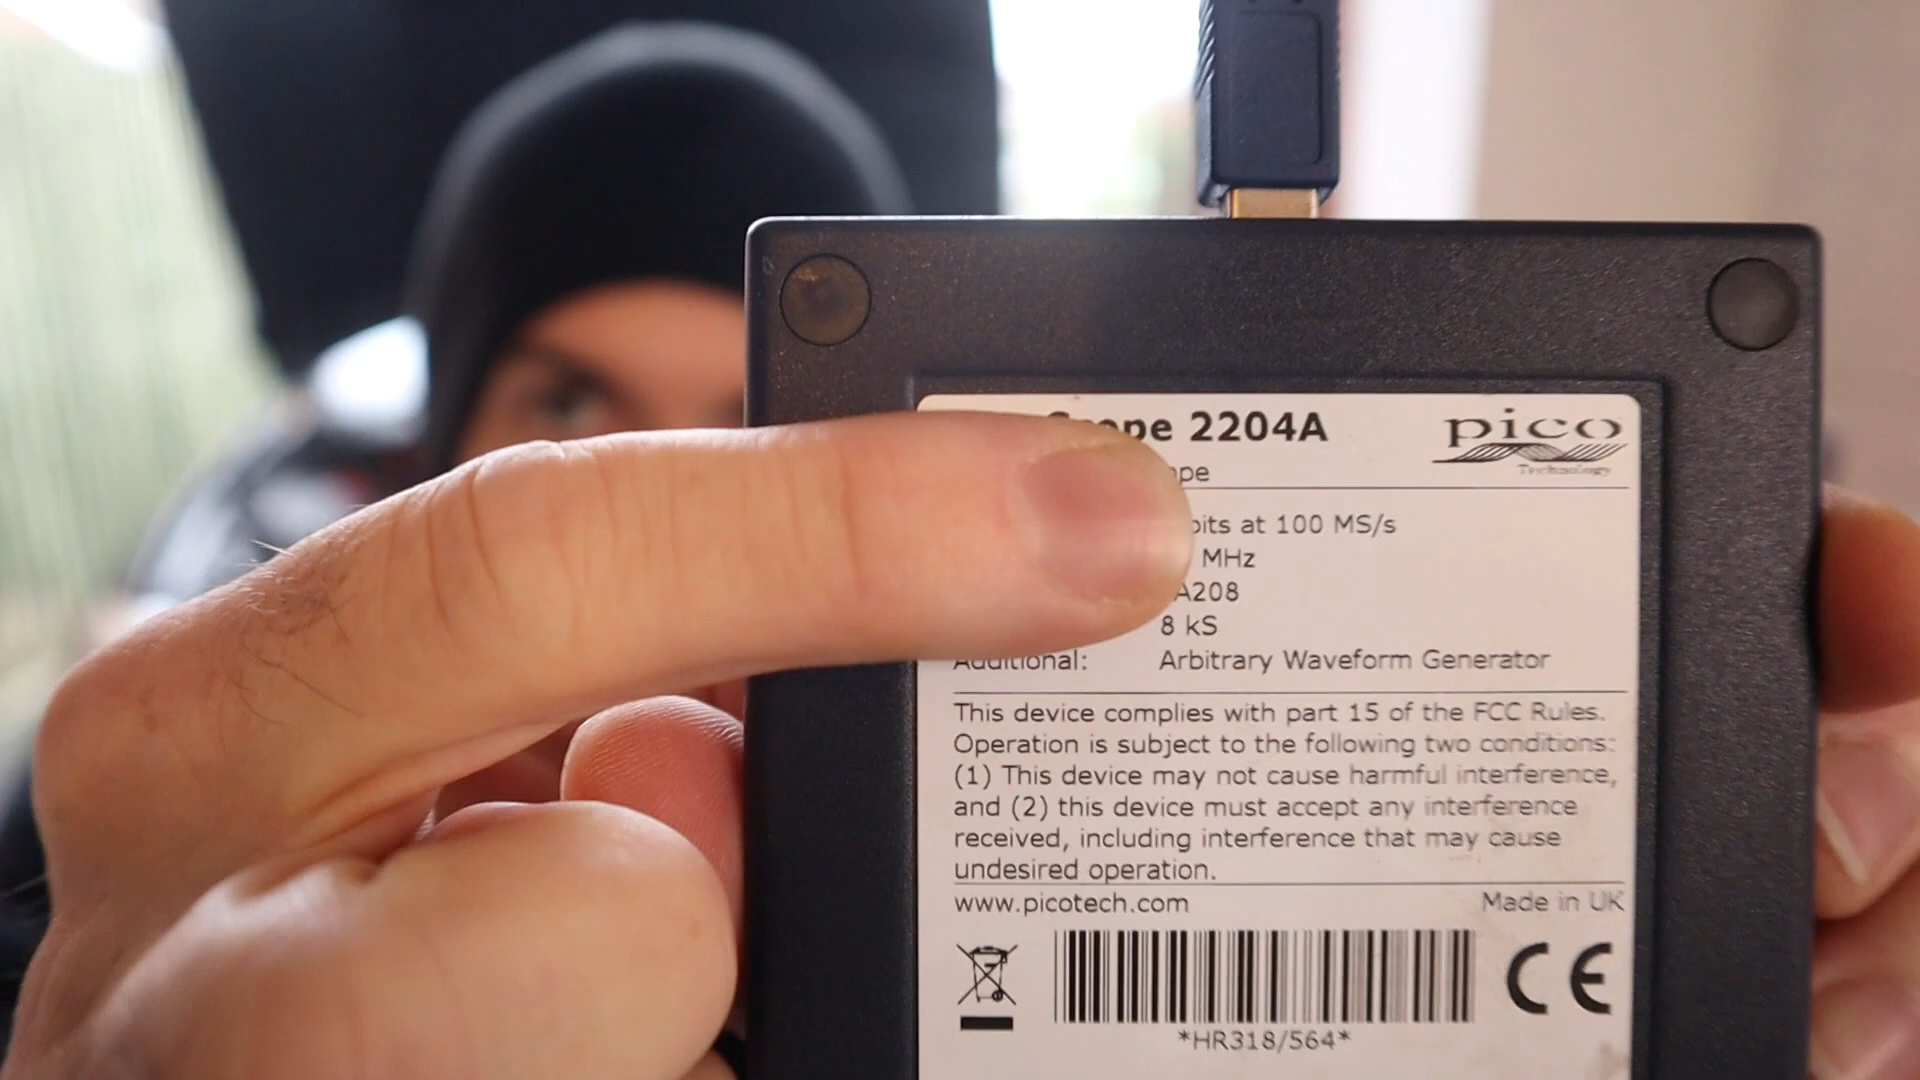 2204A
pico
Technology
at 100 MS/s
MHz
A208
8 kS
Additional: Arbitrary Waveform Generator
This device complies with part 15 of the FCC Rules.
Operation is subject to the following two conditions:
(1) This device may not cause harmful interference,
and (2) this device must accept any interference
received, including interference that may cause
undesired operation.
www.picotech.com Made in UK
CE
*HR318/564*